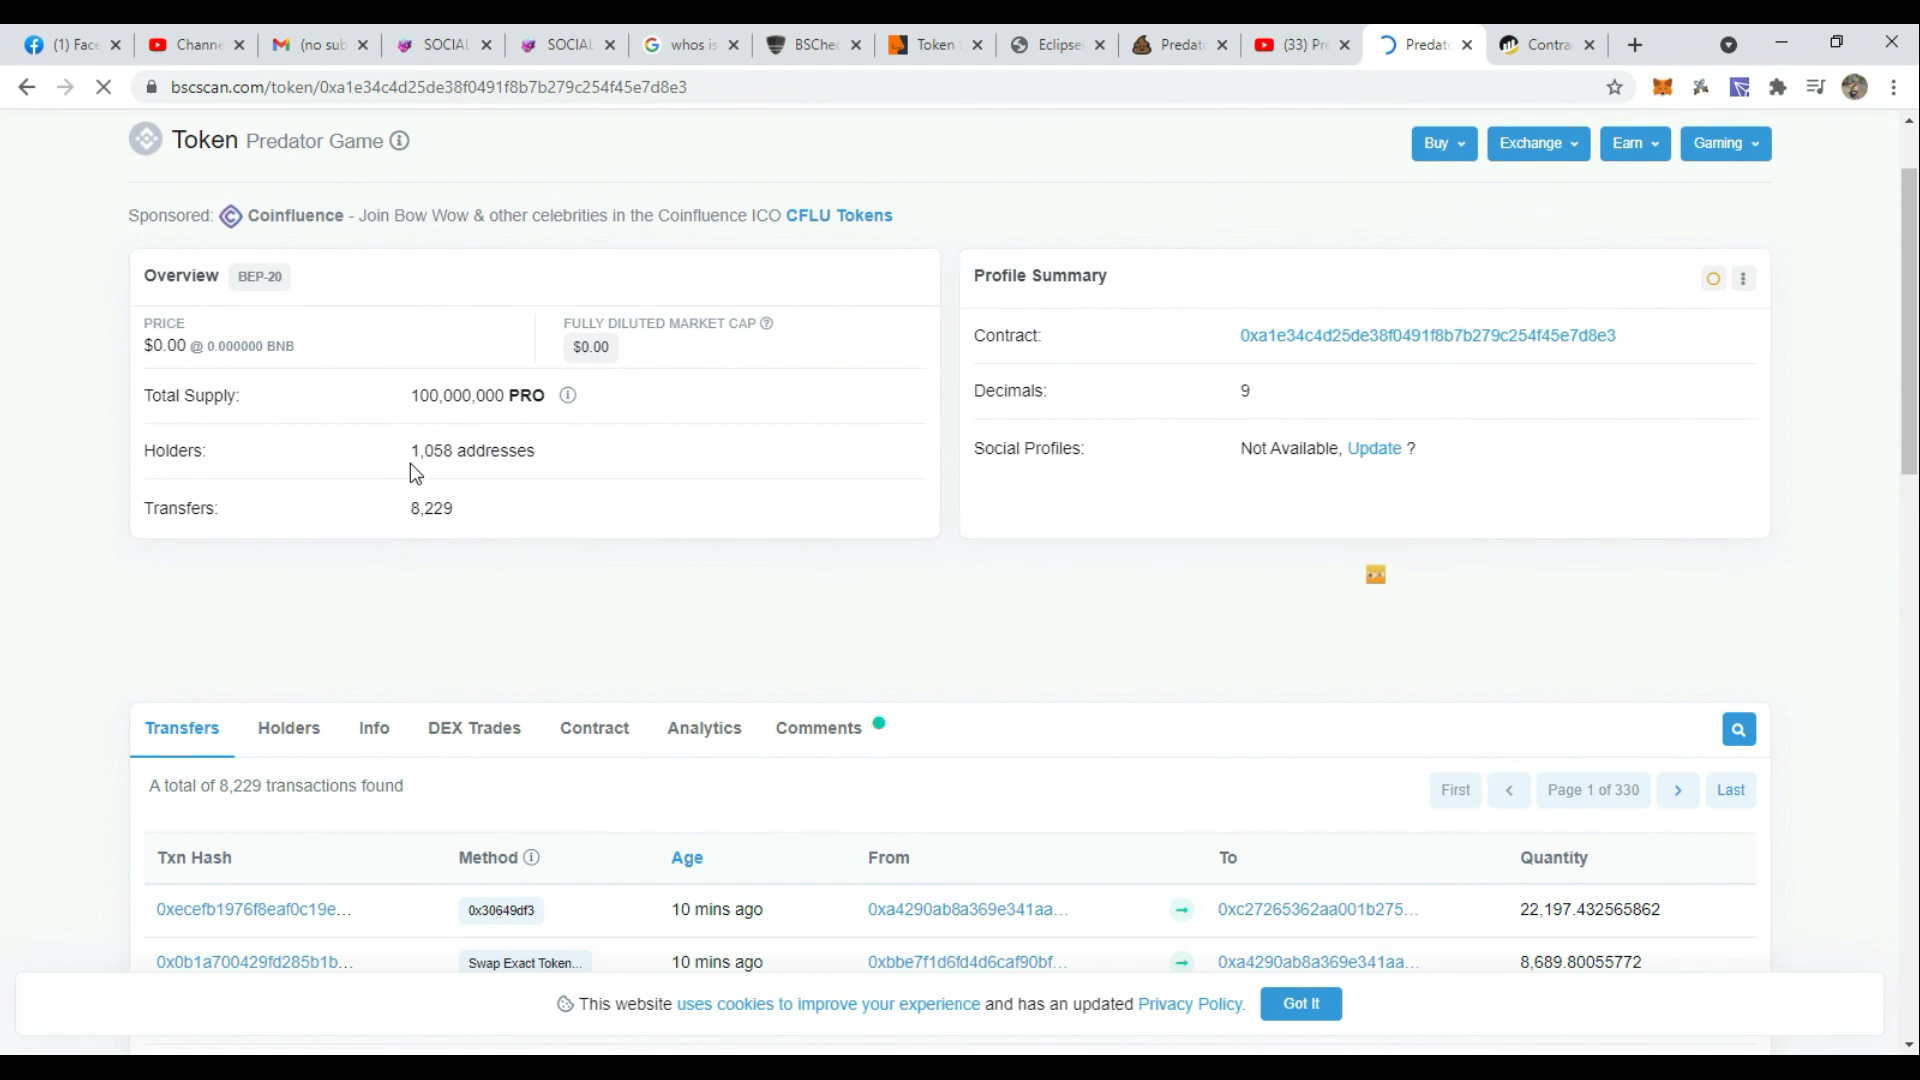 (1) Face
Channe
(no sub
SOCIAL
SOCIAL
whos is
BSChec
Token
Eclipse
Predat
(33) Pr
Predat
Contra
bscscan.com/token/0xa1e34c4d25de38f0491f8b7b279c254f45e7d8e3
Token Predator Game
Buy
Exchange
Earn
Gaming
Sponsored: Coinfluence - Join Bow Wow & other celebrities in the Coinfluence ICO CFLU Tokens
Overview BEP-20
PRICE
$0.00 @ 0.000000 BNB
FULLY DILUTED MARKET CAP
$0.00
Total Supply: 100,000,000 PRO
Holders: 1,058 addresses
Transfers: 8,229
Profile Summary
Contract: 0xa1e34c4d25de38f0491f8b7b279c254f45e7d8e3
Decimals: 9
Social Profiles: Not Available, Update ?
Transfers Holders Info DEX Trades Contract Analytics Comments
A total of 8,229 transactions found
First Page 1 of 330 Last
Txn Hash Method Age From To Quantity
0xecefb1976f8eaf0c19e... 0x30649df3 10 mins ago 0xa4290ab8a369e341aa... 0xc27265362aa001b275... 22,197.432565862
0x0b1a700429fd285b1b... Swap Exact Token... 10 mins ago 0xbbe7f1d6fd4d6caf90bf... 0xa4290ab8a369e341aa... 8,689.80055772
This website uses cookies to improve your experience and has an updated Privacy Policy.
Got It